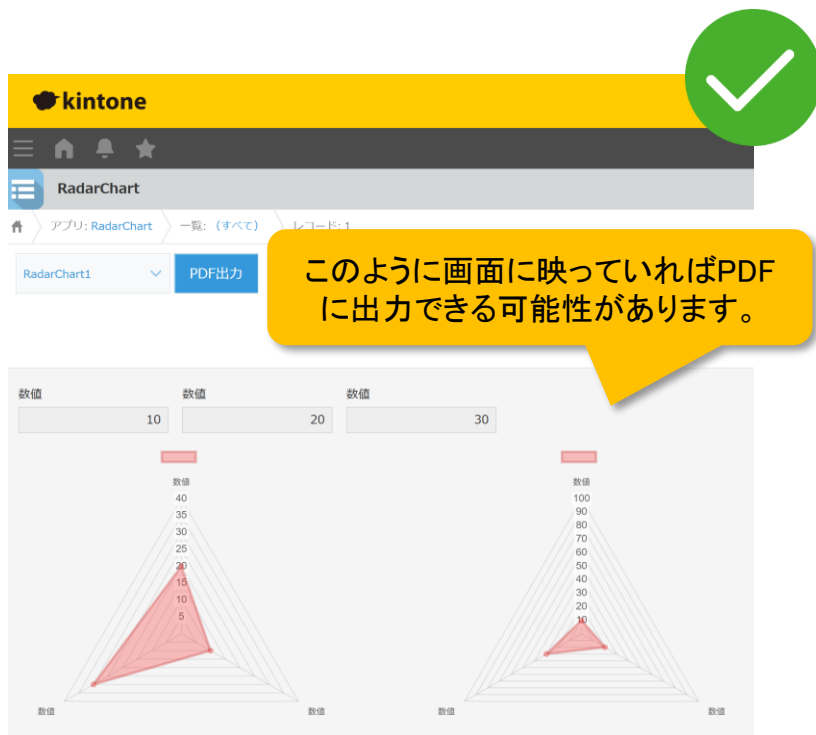 kintone
RadarChart
アプリ: RadarChart
一覧: (すべて)
レコード: 1
RadarChart1
PDF出力
このように画面に映っていればPDF
に出力できる可能性があります。
数値
数値
数値
10
20
30
数値
40
35
30
25
20
15
10
5
数値
数値
数値
100
90
80
70
60
50
40
30
20
10
数値
数値